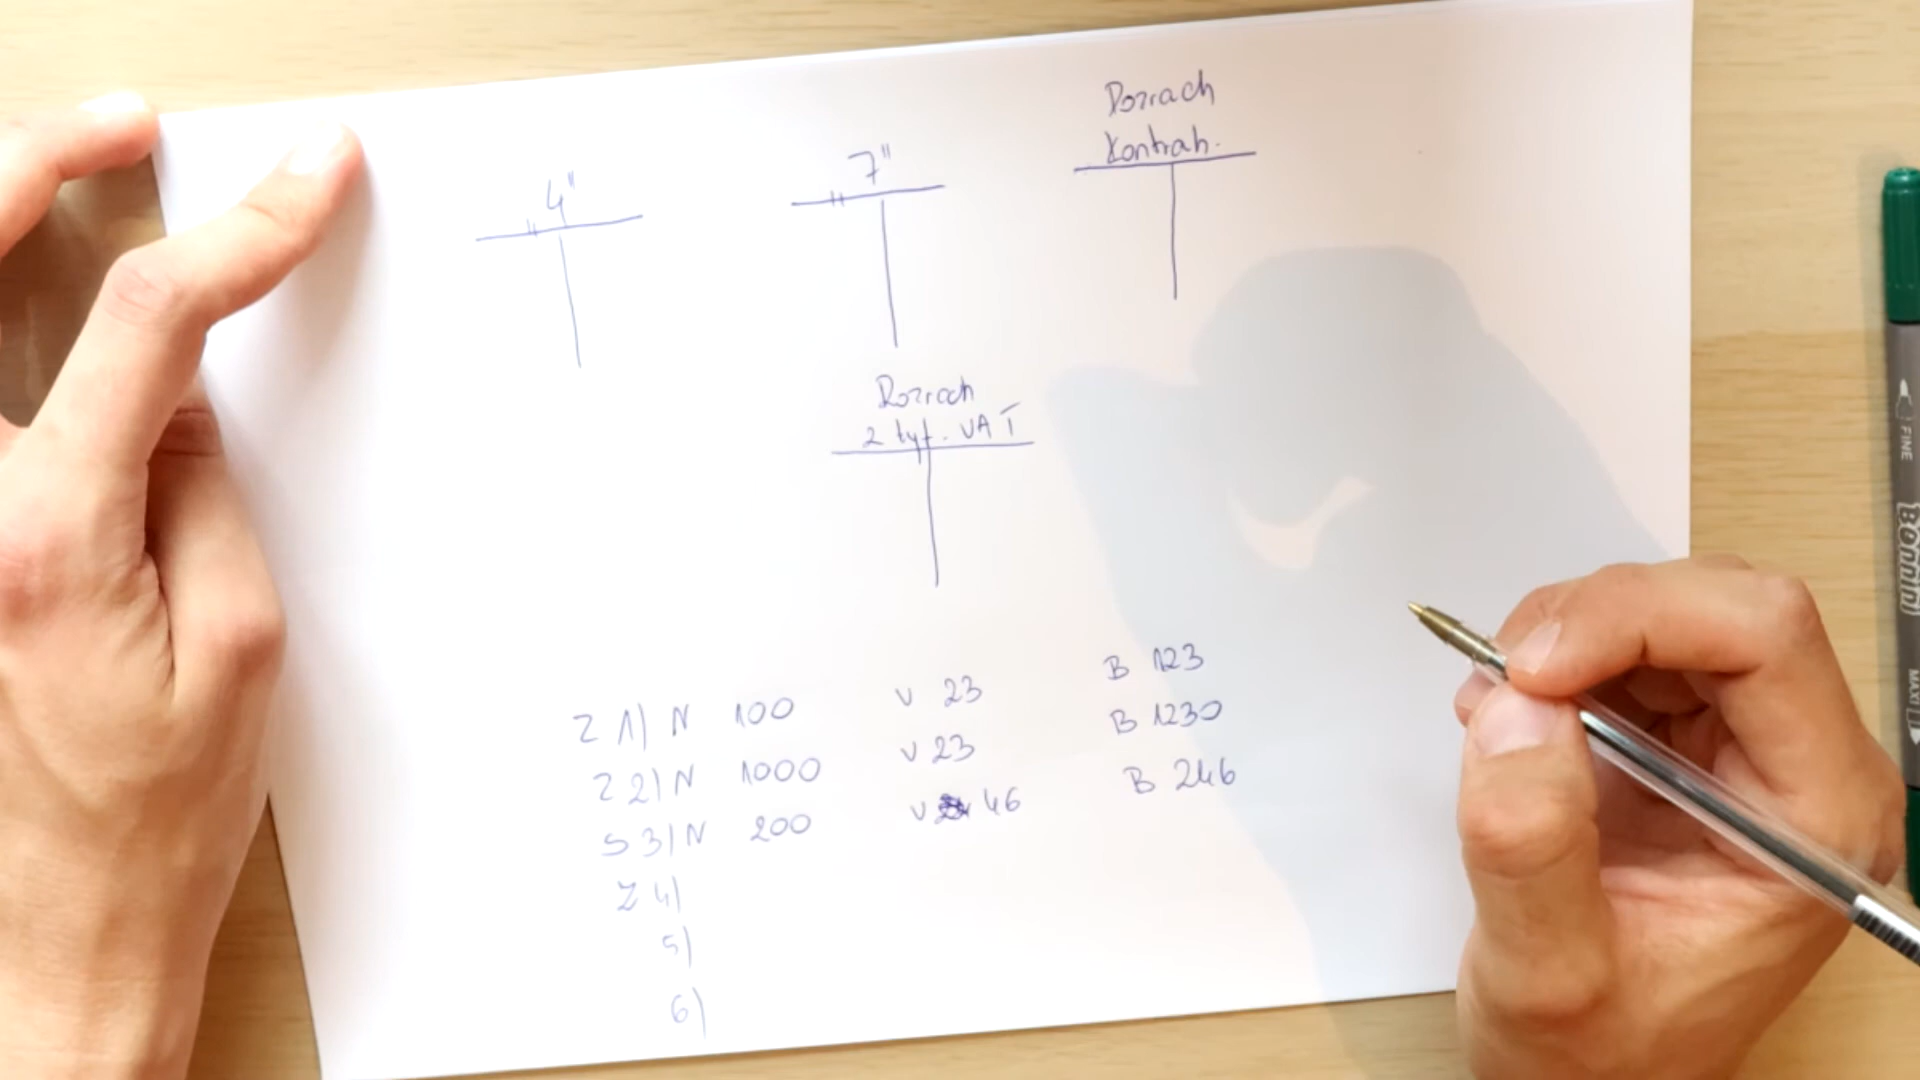 "4"
"7"
Rozrach
Kontrah.
Rozrach
z tyt. VAT
Z 1) N 100 V 23 B 123
Z 2) N 1000 V 23 B 1230
S 3) N 200 V 46 B 246
Z 4)
5)
6)
FINE
Bonnini
MAXI